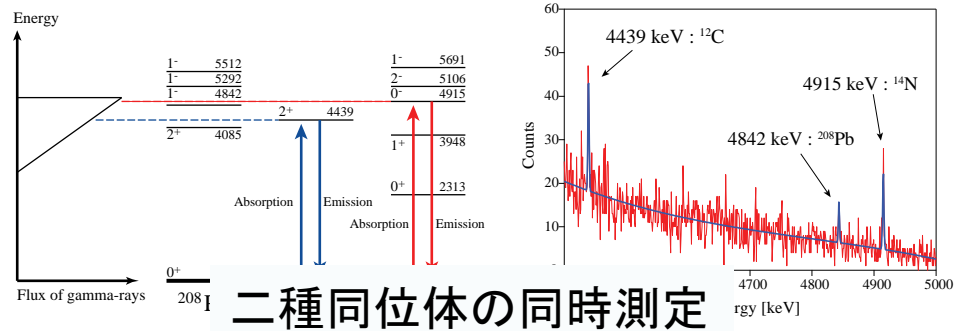 Energy
1- 5512
1- 5292
1- 4842
2+ 4085
0+
2+ 4439
1- 5691
2- 5106
0- 4915
1+ 3948
0+ 2313
Absorption
Emission
Absorption
Emission
Flux of gamma-rays
208
60
50
40
30
20
10
Counts
4439 keV : 12C
4915 keV : 14N
4842 keV : 208Pb
4700
4800
4900
5000
[keV]
二種同位体の同時測定